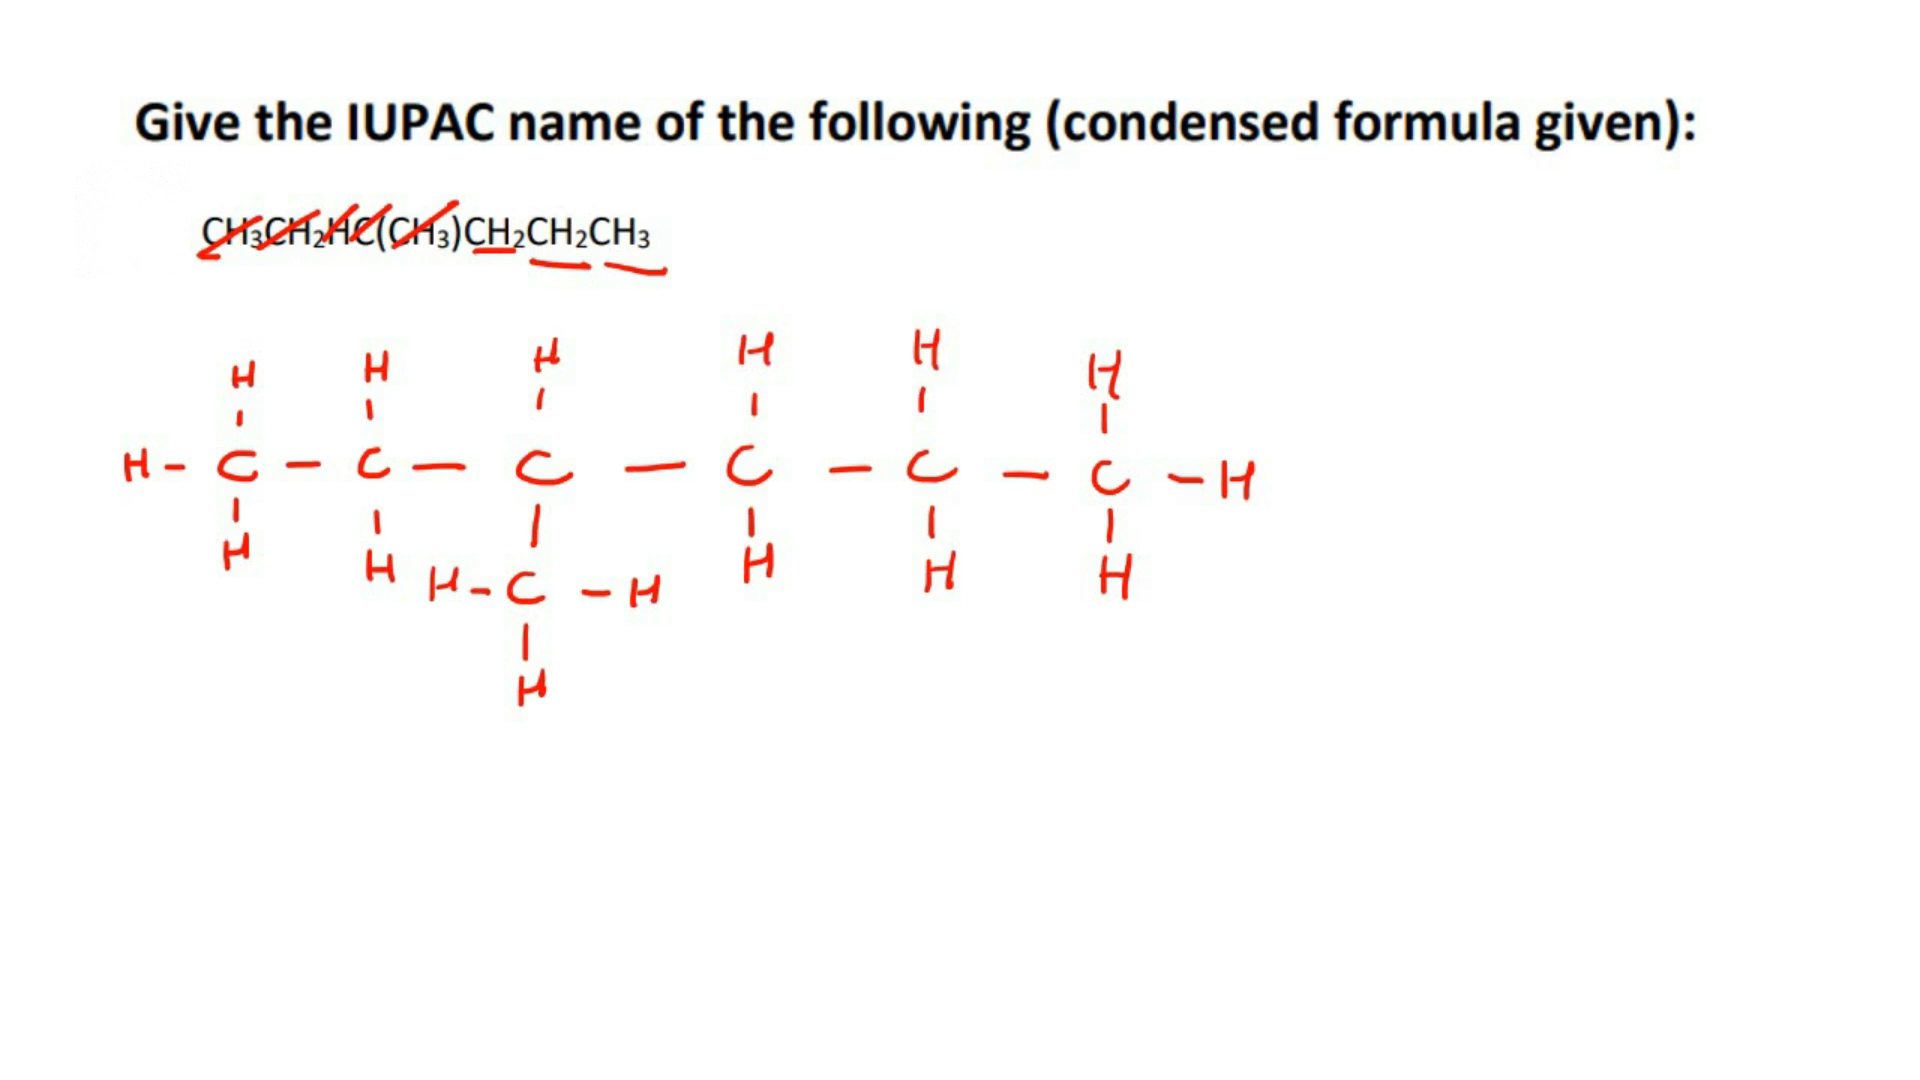 Give the IUPAC name of the following (condensed formula given):
CH₃CH₂HC(CH₃)CH₂CH₂CH₃
H H H H H H
H - C - C - C - C - C - C - H
H H H - C - H H H H
H